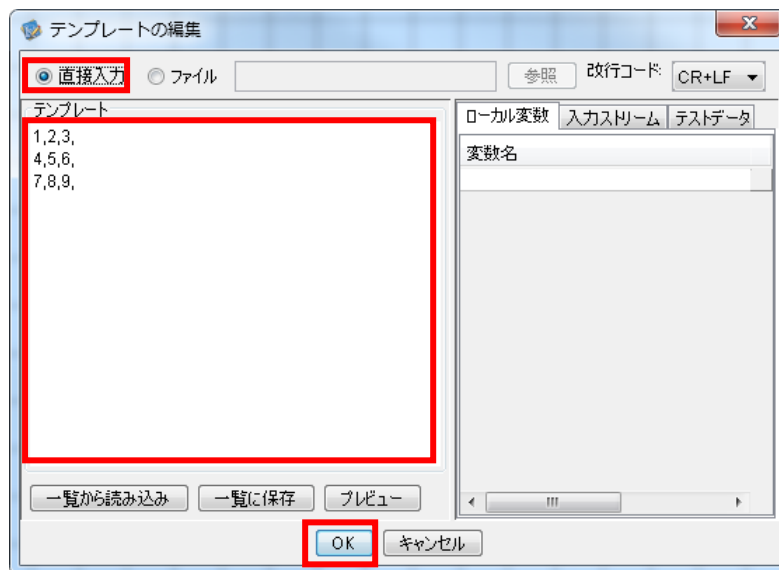 テンプレートの編集
直接入力 ファイル 参照 改行コード: CR+LF
テンプレート
1,2,3,
4,5,6,
7,8,9,
ローカル変数 入力ストリーム テストデータ
変数名
一覧から読み込み 一覧に保存 プレビュー
OK キャンセル